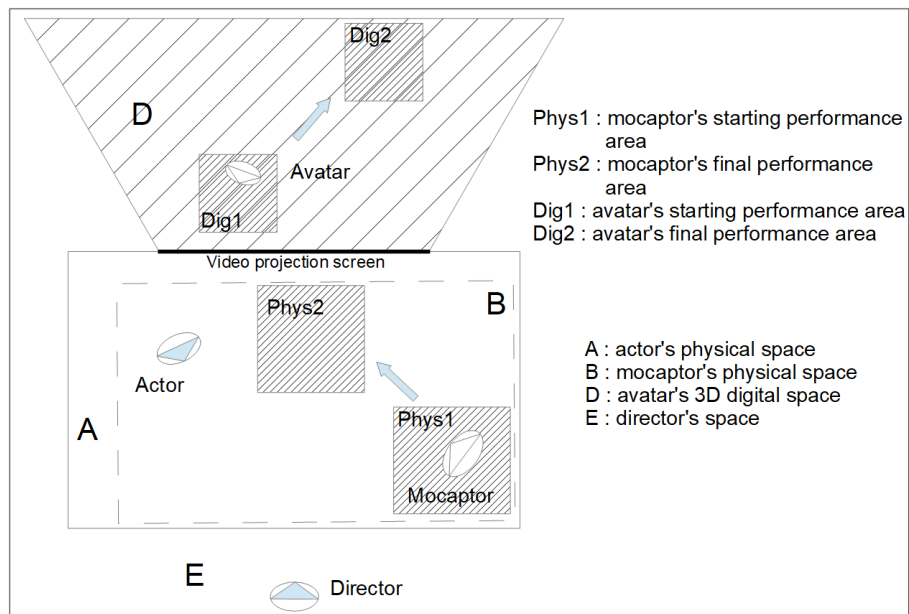 Dig2
D
Avatar
Dig1
Video projection screen
Phys2
B
Actor
A
Phys1
Mocaptor
E
Director
Phys1 : mocaptor's starting performance
area
Phys2 : mocaptor's final performance
area
Dig1 : avatar's starting performance area
Dig2 : avatar's final performance area
A : actor's physical space
B : mocaptor's physical space
D : avatar's 3D digital space
E : director's space